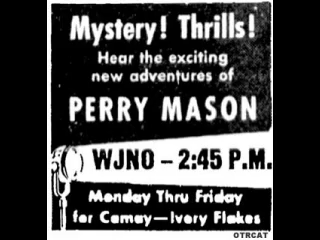 Mystery! Thrills!
Hear the exciting
new adventures of
PERRY MASON
WJNO - 2:45 P.M.
Monday Thru Friday
for Camay—Ivory Flakes
OTRCAT